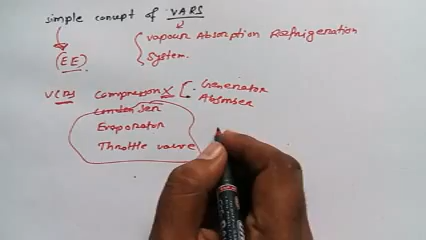 simple concept of VARS
vapour Absorption Refrigeration
System.
(EE)
VCRS Compressor x Generator
Absorber
Condenser
Evaporator
Throttle valve